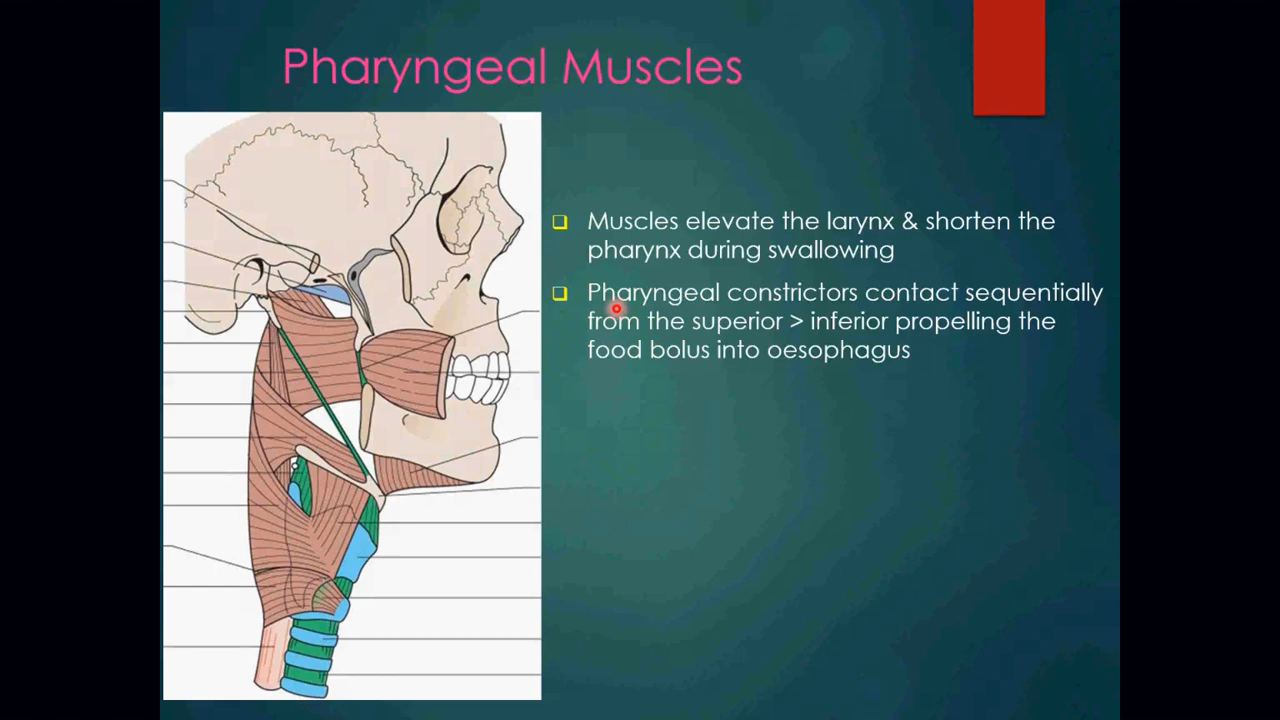 Pharyngeal Muscles
Muscles elevate the larynx & shorten the
pharynx during swallowing
Pharyngeal constrictors contact sequentially
from the superior > inferior propelling the
food bolus into oesophagus